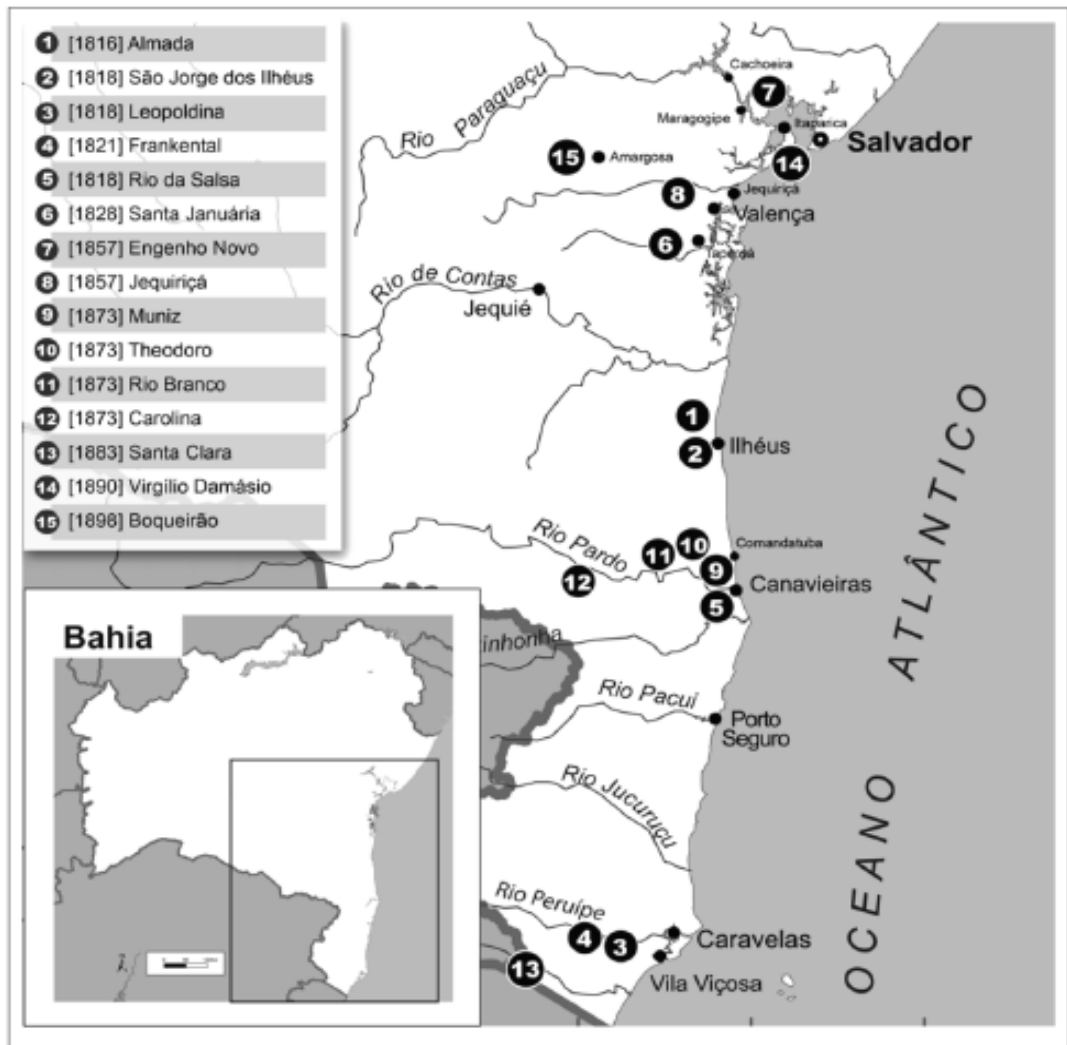 1 [1816] Almada
2 [1818] São Jorge dos Ilhéus
3 [1818] Leopoldina
4 [1821] Frankental
5 [1818] Rio da Salsa
6 [1828] Santa Januária
7 [1857] Engenho Novo
8 [1857] Jequiriçá
9 [1873] Muniz
10 [1873] Theodoro
11 [1873] Rio Branco
12 [1873] Carolina
13 [1883] Santa Clara
14 [1890] Virgílio Damásio
15 [1898] Boqueirão
Cachoeira
7
Rio Paraguaçu
Maragogipe
Itaparica
Salvador
15
Amargosa
14
8
Jequiriçá
Valença
6
Rio de Contas
Jequié
1
2
Ilhéus
Rio Pardo
10
11
Comandatuba
9
12
Canavieiras
5
inhonha
Rio Pacuí
Porto
Seguro
Rio Jucuruçu
Rio Peruípe
4
3
Caravelas
13
Vila Viçosa
OCEANO ATLÂNTICO
Bahia